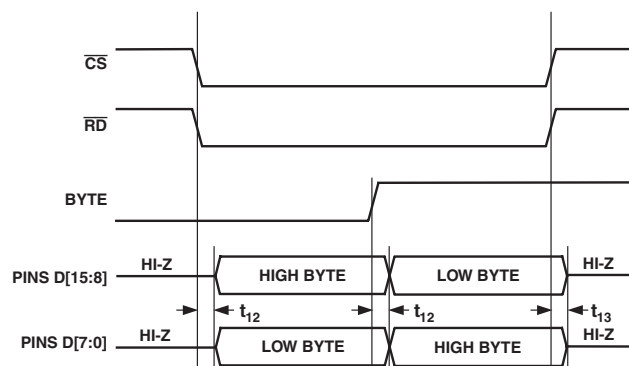 CS
RD
BYTE
PINS D[15:8] HI-Z HIGH BYTE LOW BYTE HI-Z
t12 t12 t13
PINS D[7:0] HI-Z LOW BYTE HIGH BYTE HI-Z